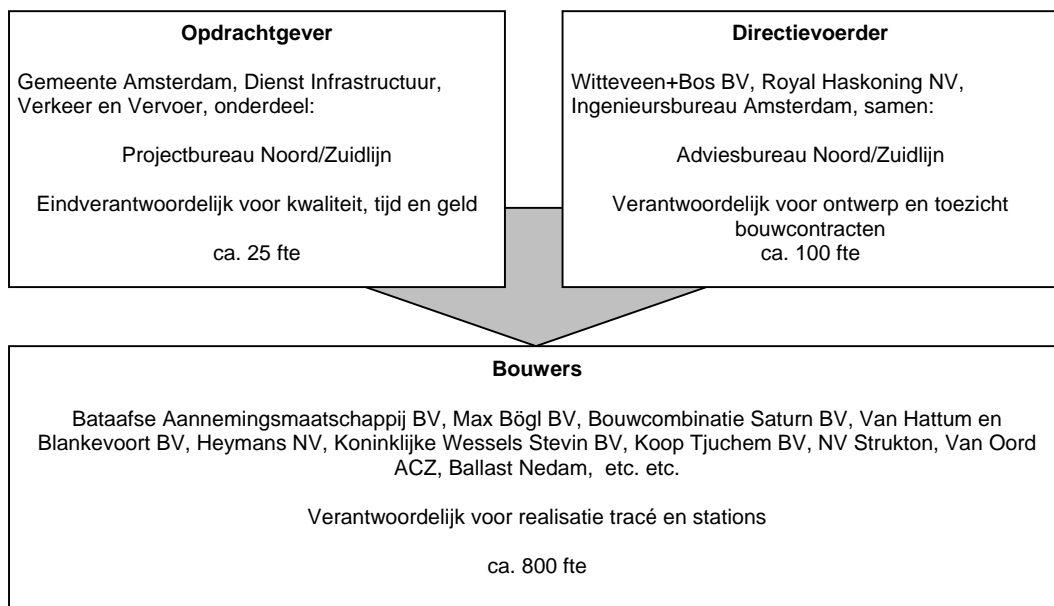 Opdrachtgever
Gemeente Amsterdam, Dienst Infrastructuur,
Verkeer en Vervoer, onderdeel:
Projectbureau Noord/Zuidlijn
Eindverantwoordelijk voor kwaliteit, tijd en geld
ca. 25 fte
Directievoerder
Witteveen+Bos BV, Royal Haskoning NV,
Ingenieursbureau Amsterdam, samen:
Adviesbureau Noord/Zuidlijn
Verantwoordelijk voor ontwerp en toezicht
bouwcontracten
ca. 100 fte
Bouwers
Bataafse Aannemingsmaatschappij BV, Max Bögl BV, Bouwcombinatie Saturn BV, Van Hattum en
Blankevoort BV, Heymans NV, Koninklijke Wessels Stevin BV, Koop Tjuchem BV, NV Strukton, Van Oord
ACZ, Ballast Nedam, etc. etc.
Verantwoordelijk voor realisatie tracé en stations
ca. 800 fte